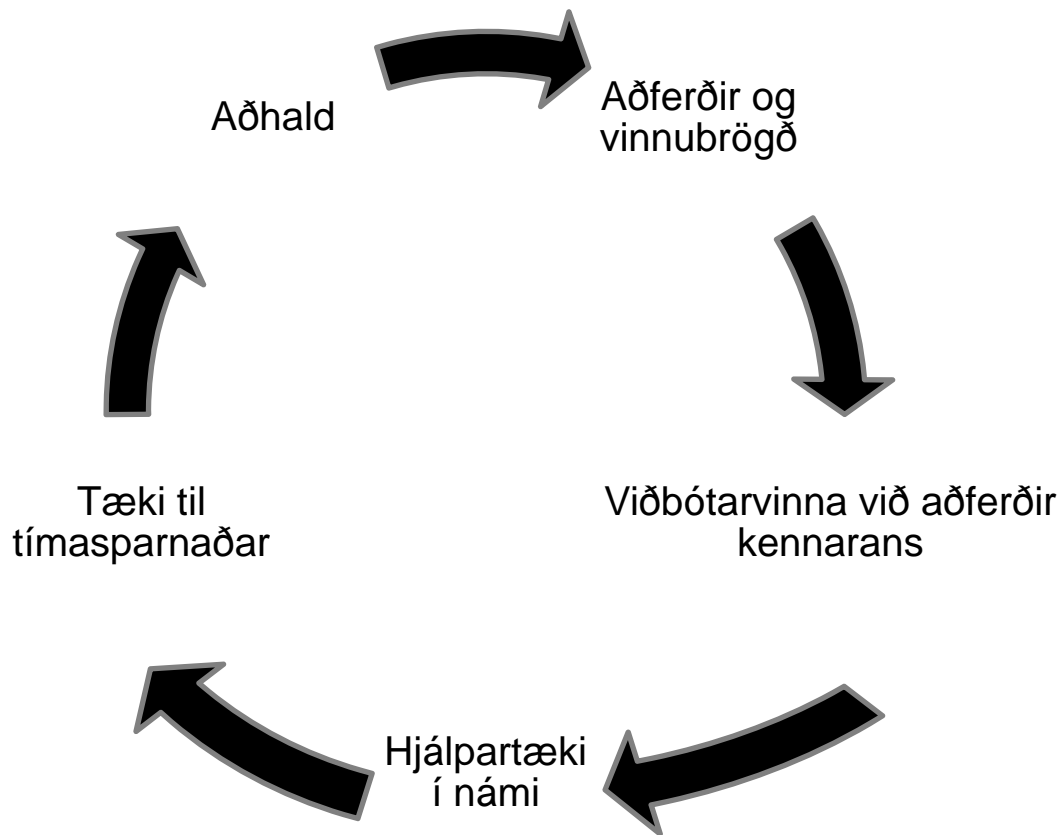 Aðhald
Aðferðir og
vinnubrögð
Viðbótarvinna við aðferðir
kennarans
Hjálpartæki
í námi
Tæki til
tímasparnaðar